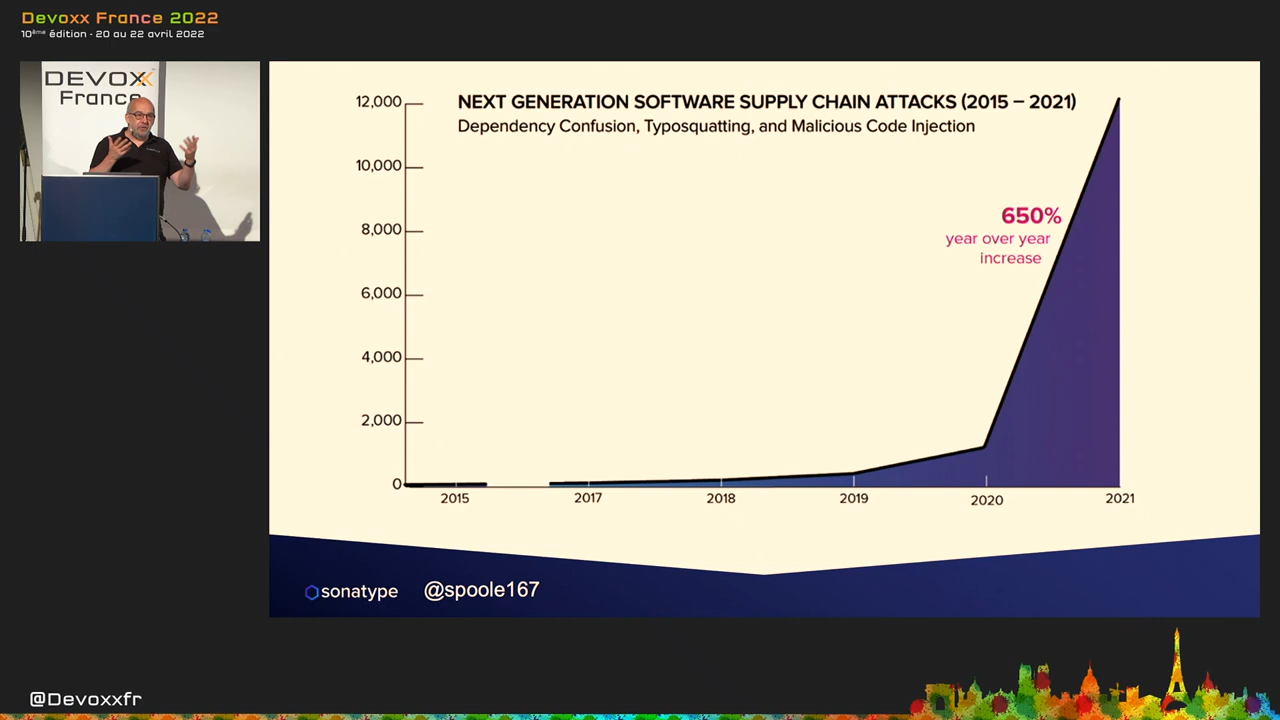 Devoxx France 2022
10ème édition - 20 au 22 avril 2022
DEVOXX
France
NEXT GENERATION SOFTWARE SUPPLY CHAIN ATTACKS (2015 – 2021)
Dependency Confusion, Typosquatting, and Malicious Code Injection
12,000
10,000
8,000
6,000
4,000
2,000
0
650%
year over year
increase
2015
2017
2018
2019
2020
2021
sonatype
@spoole167
@Devoxxfr